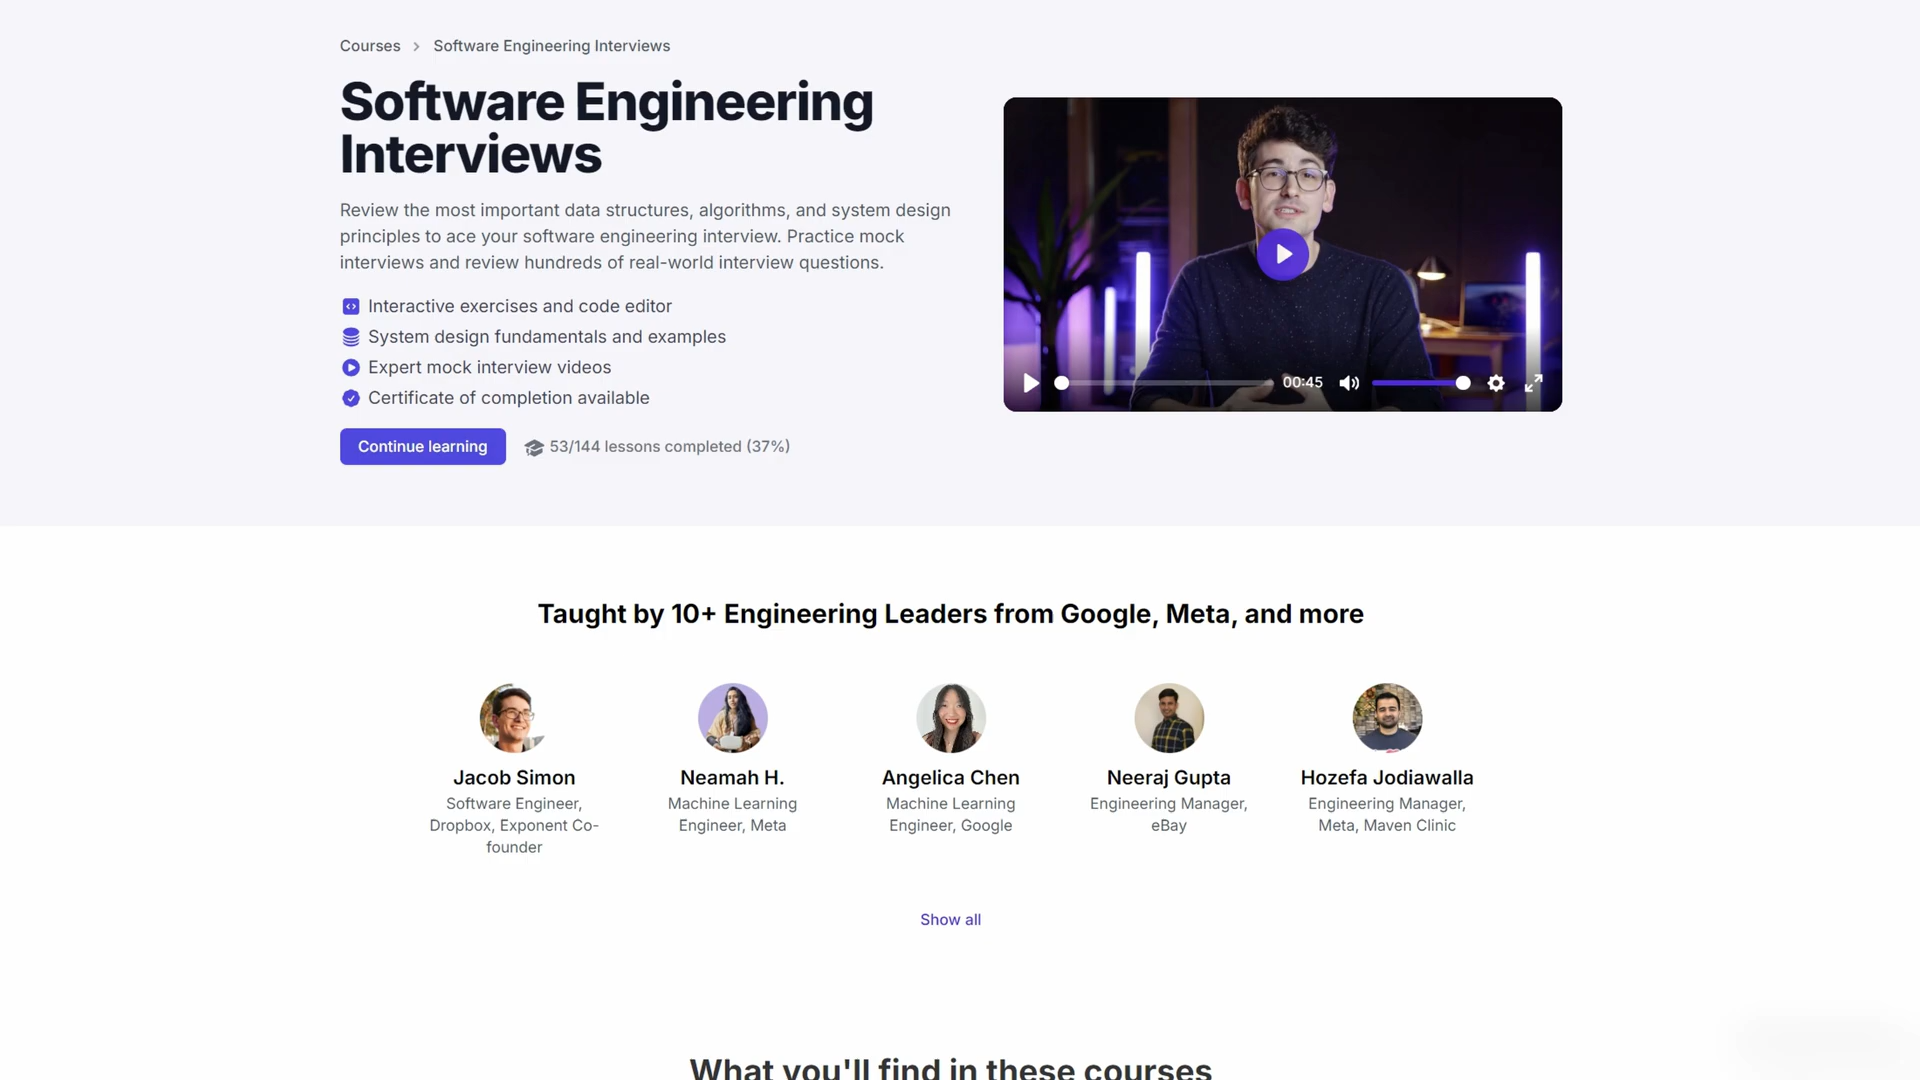 Courses > Software Engineering Interviews
Software Engineering
Interviews
Review the most important data structures, algorithms, and system design
principles to ace your software engineering interview. Practice mock
interviews and review hundreds of real-world interview questions.
Interactive exercises and code editor
System design fundamentals and examples
Expert mock interview videos
Certificate of completion available
Continue learning
53/144 lessons completed (37%)
00:45
Taught by 10+ Engineering Leaders from Google, Meta, and more
Jacob Simon
Software Engineer,
Dropbox, Exponent Co-
founder
Neamah H.
Machine Learning
Engineer, Meta
Angelica Chen
Machine Learning
Engineer, Google
Neeraj Gupta
Engineering Manager,
eBay
Hozefa Jodiawalla
Engineering Manager,
Meta, Maven Clinic
Show all
What you'll find in these courses